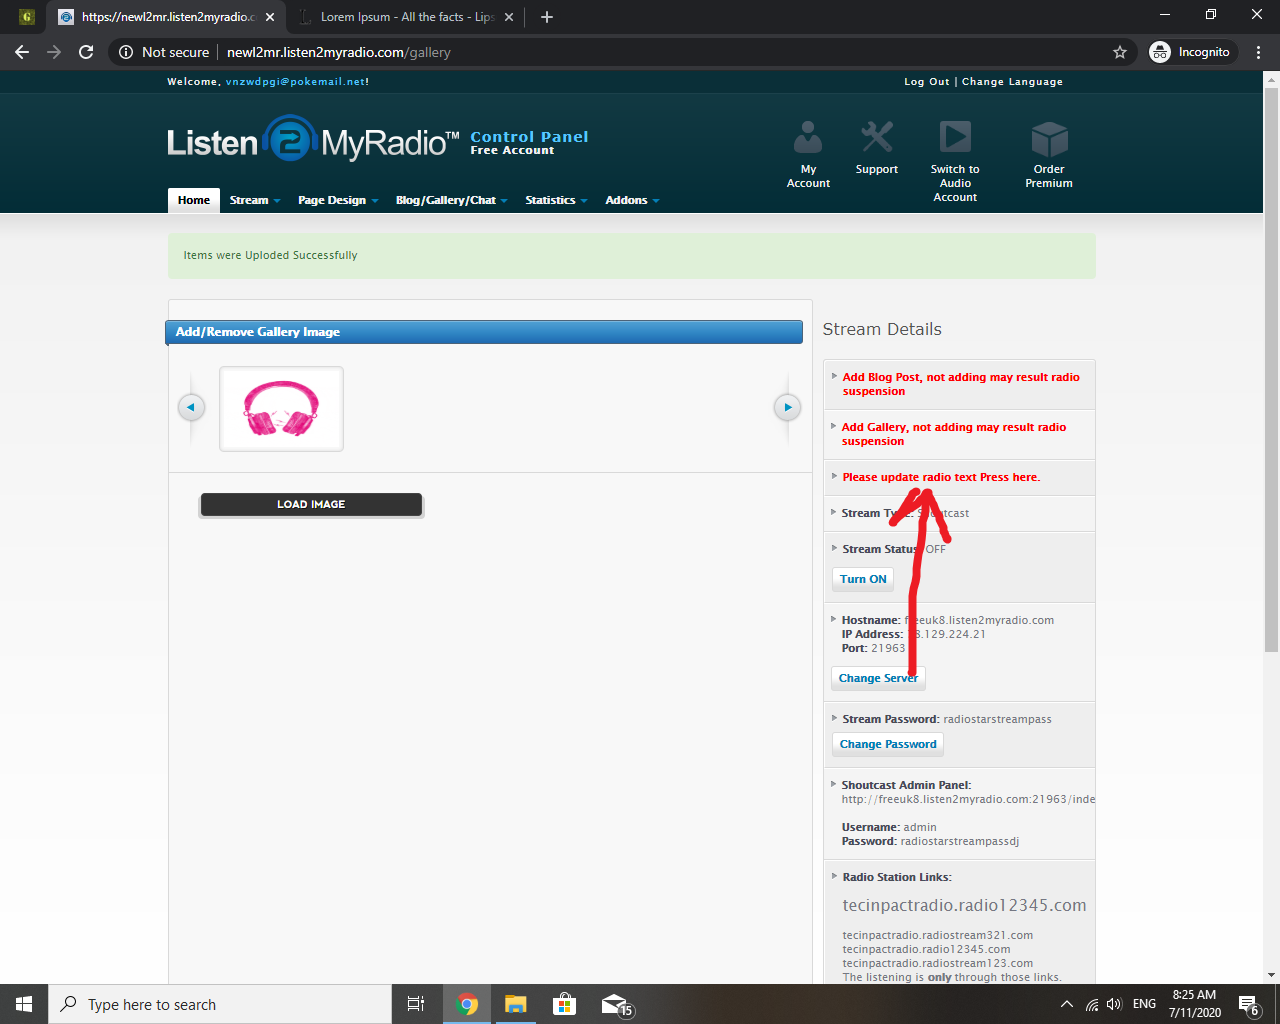 G
https://newl2mr.listen2myradio.c
Lorem Ipsum - All the facts - Lips
Not secure
newl2mr.listen2myradio.com/gallery
Incognito
Welcome, vnzwdpgi@pokemail.net!
Log Out | Change Language
Listen 2 MyRadio™
Control Panel
Free Account
My Account
Support
Switch to Audio Account
Order Premium
Home Stream Page Design Blog/Gallery/Chat Statistics Addons
Items were Uploded Successfully
Add/Remove Gallery Image
LOAD IMAGE
Stream Details
Add Blog Post, not adding may result radio
suspension
Add Gallery, not adding may result radio
suspension
Please update radio text Press here.
Stream Shoutcast
Stream Status OFF
Turn ON
Hostname: freeuk8.listen2myradio.com
IP Address: .129.224.21
Port: 21963
Change Server
Stream Password: radiostarstreampass
Change Password
Shoutcast Admin Panel:
http://freeuk8.listen2myradio.com:21963/inde
Username: admin
Password: radiostarstreampassdj
Radio Station Links:
tecinpactradio.radio12345.com
tecinpactradio.radiostream321.com
tecinpactradio.radio12345.com
tecinpactradio.radiostream123.com
The listening is only through those links.
Type here to search
15
ENG
8:25 AM
7/11/2020
6